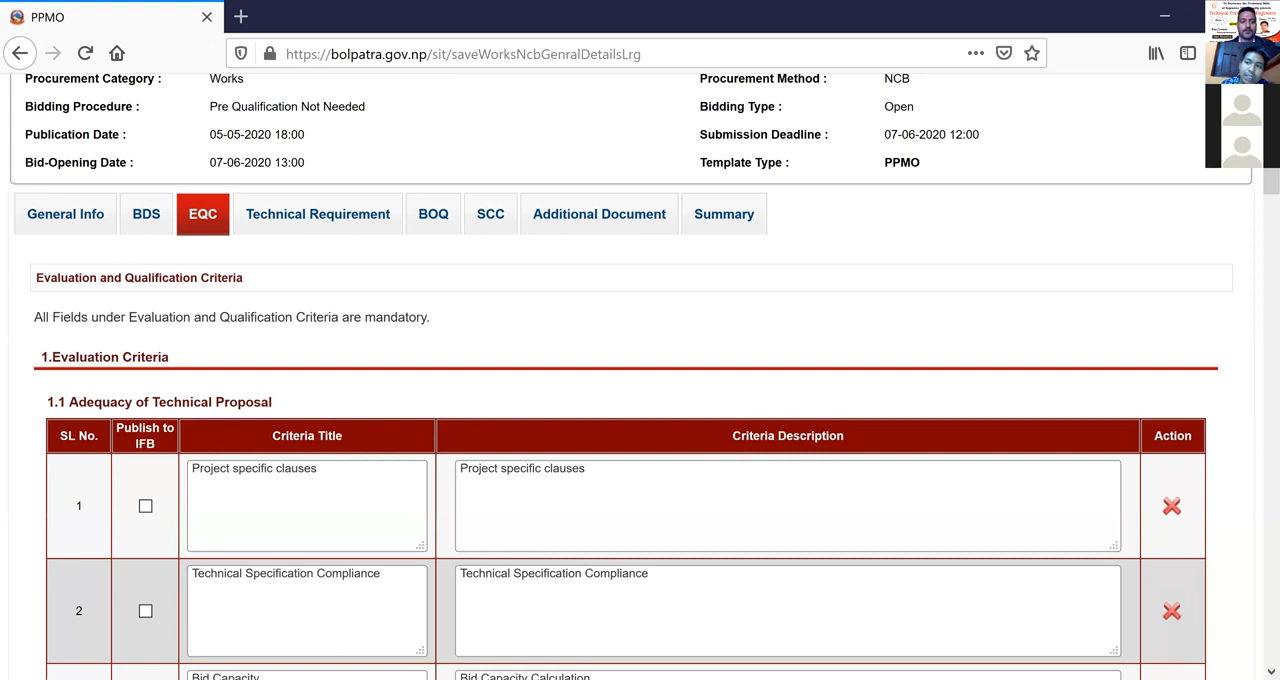 PPMO
https://bolpatra.gov.np/sit/saveWorksNcbGenralDetailsLrg
Procurement Category : Works Procurement Method : NCB
Bidding Procedure : Pre Qualification Not Needed Bidding Type : Open
Publication Date : 05-05-2020 18:00 Submission Deadline : 07-06-2020 12:00
Bid-Opening Date : 07-06-2020 13:00 Template Type : PPMO
General Info BDS EQC Technical Requirement BOQ SCC Additional Document Summary
Evaluation and Qualification Criteria
All Fields under Evaluation and Qualification Criteria are mandatory.
1.Evaluation Criteria
1.1 Adequacy of Technical Proposal
SL No. Publish to IFB Criteria Title Criteria Description Action
1 Project specific clauses Project specific clauses
2 Technical Specification Compliance Technical Specification Compliance
Bid Capacity Bid Capacity Calculation